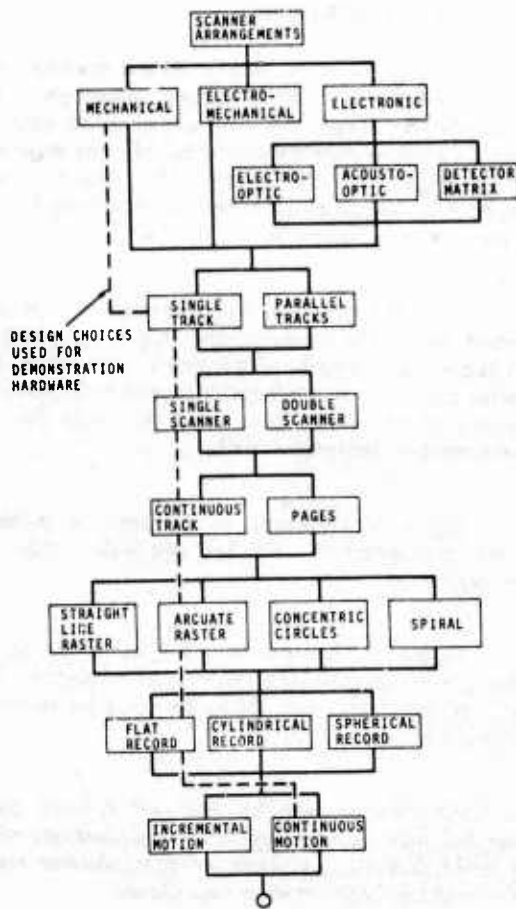 SCANNER
ARRANGEMENTS
MECHANICAL
ELECTRO-
MECHANICAL
ELECTRONIC
ELECTRO-
OPTIC
ACOUSTO-
OPTIC
DETECTOR
MATRIX
SINGLE
TRACK
PARALLEL
TRACKS
DESIGN CHOICES
USED FOR
DEMONSTRATION
HARDWARE
SINGLE
SCANNER
DOUBLE
SCANNER
CONTINUOUS
TRACK
PAGES
STRAIGHT
LINE
RASTER
ARCUATE
RASTER
CONCENTRIC
CIRCLES
SPIRAL
FLAT
RECORD
CYLINDRICAL
RECORD
SPHERICAL
RECORD
INCREMENTAL
MOTION
CONTINUOUS
MOTION